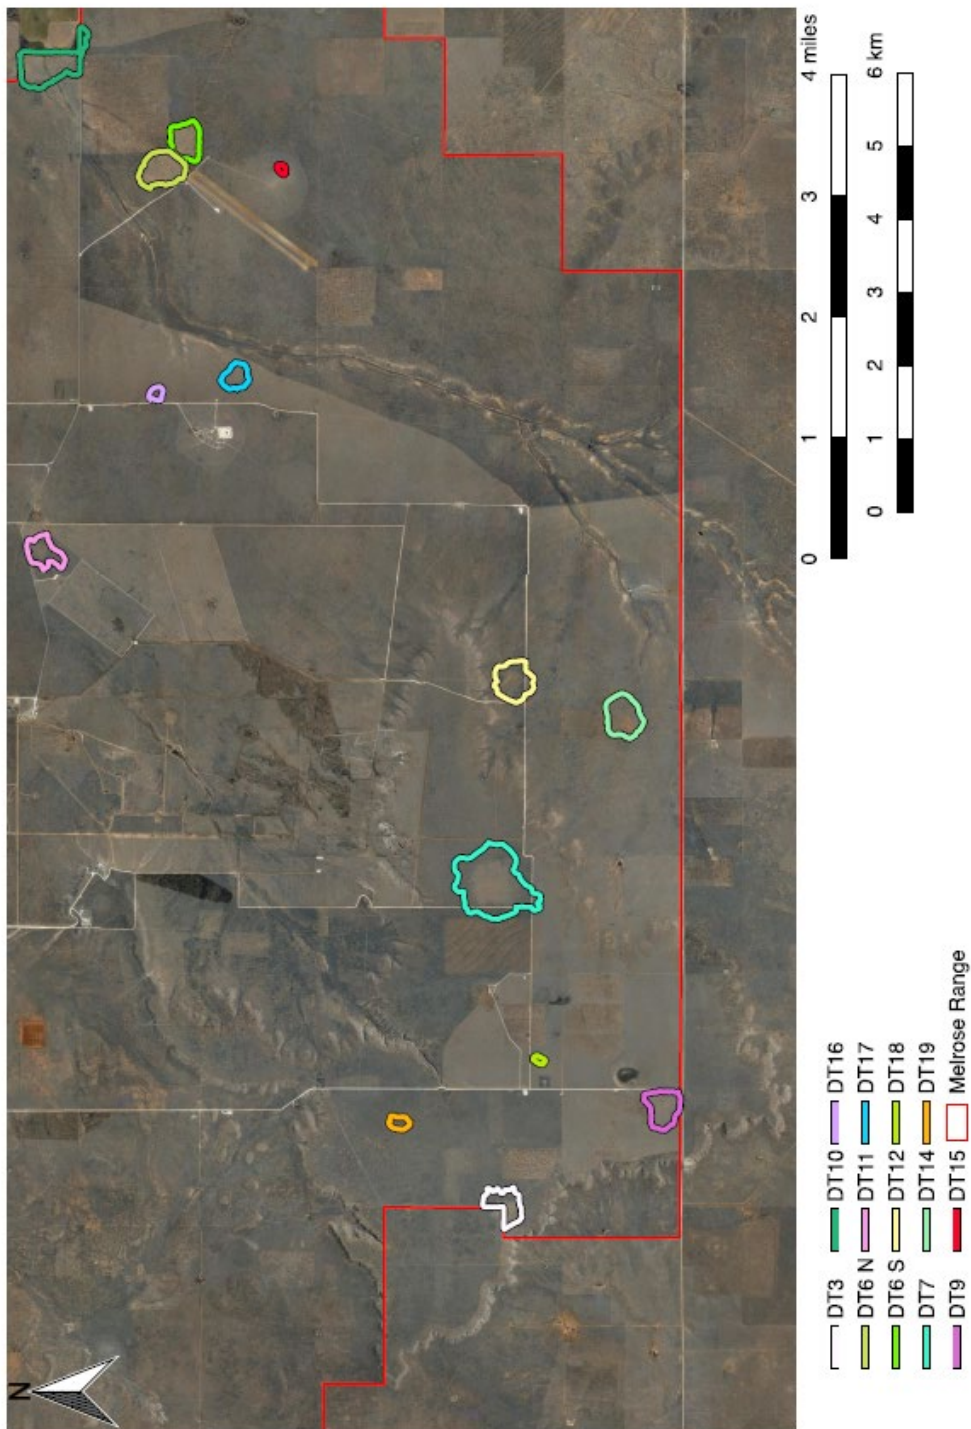 N
4 miles
3
2
1
0
6 km
5
4
3
2
1
0
DT3
DT6 N
DT6 S
DT7
DT9
DT10
DT11
DT12
DT14
DT15
DT16
DT17
DT18
DT19
Melrose Range